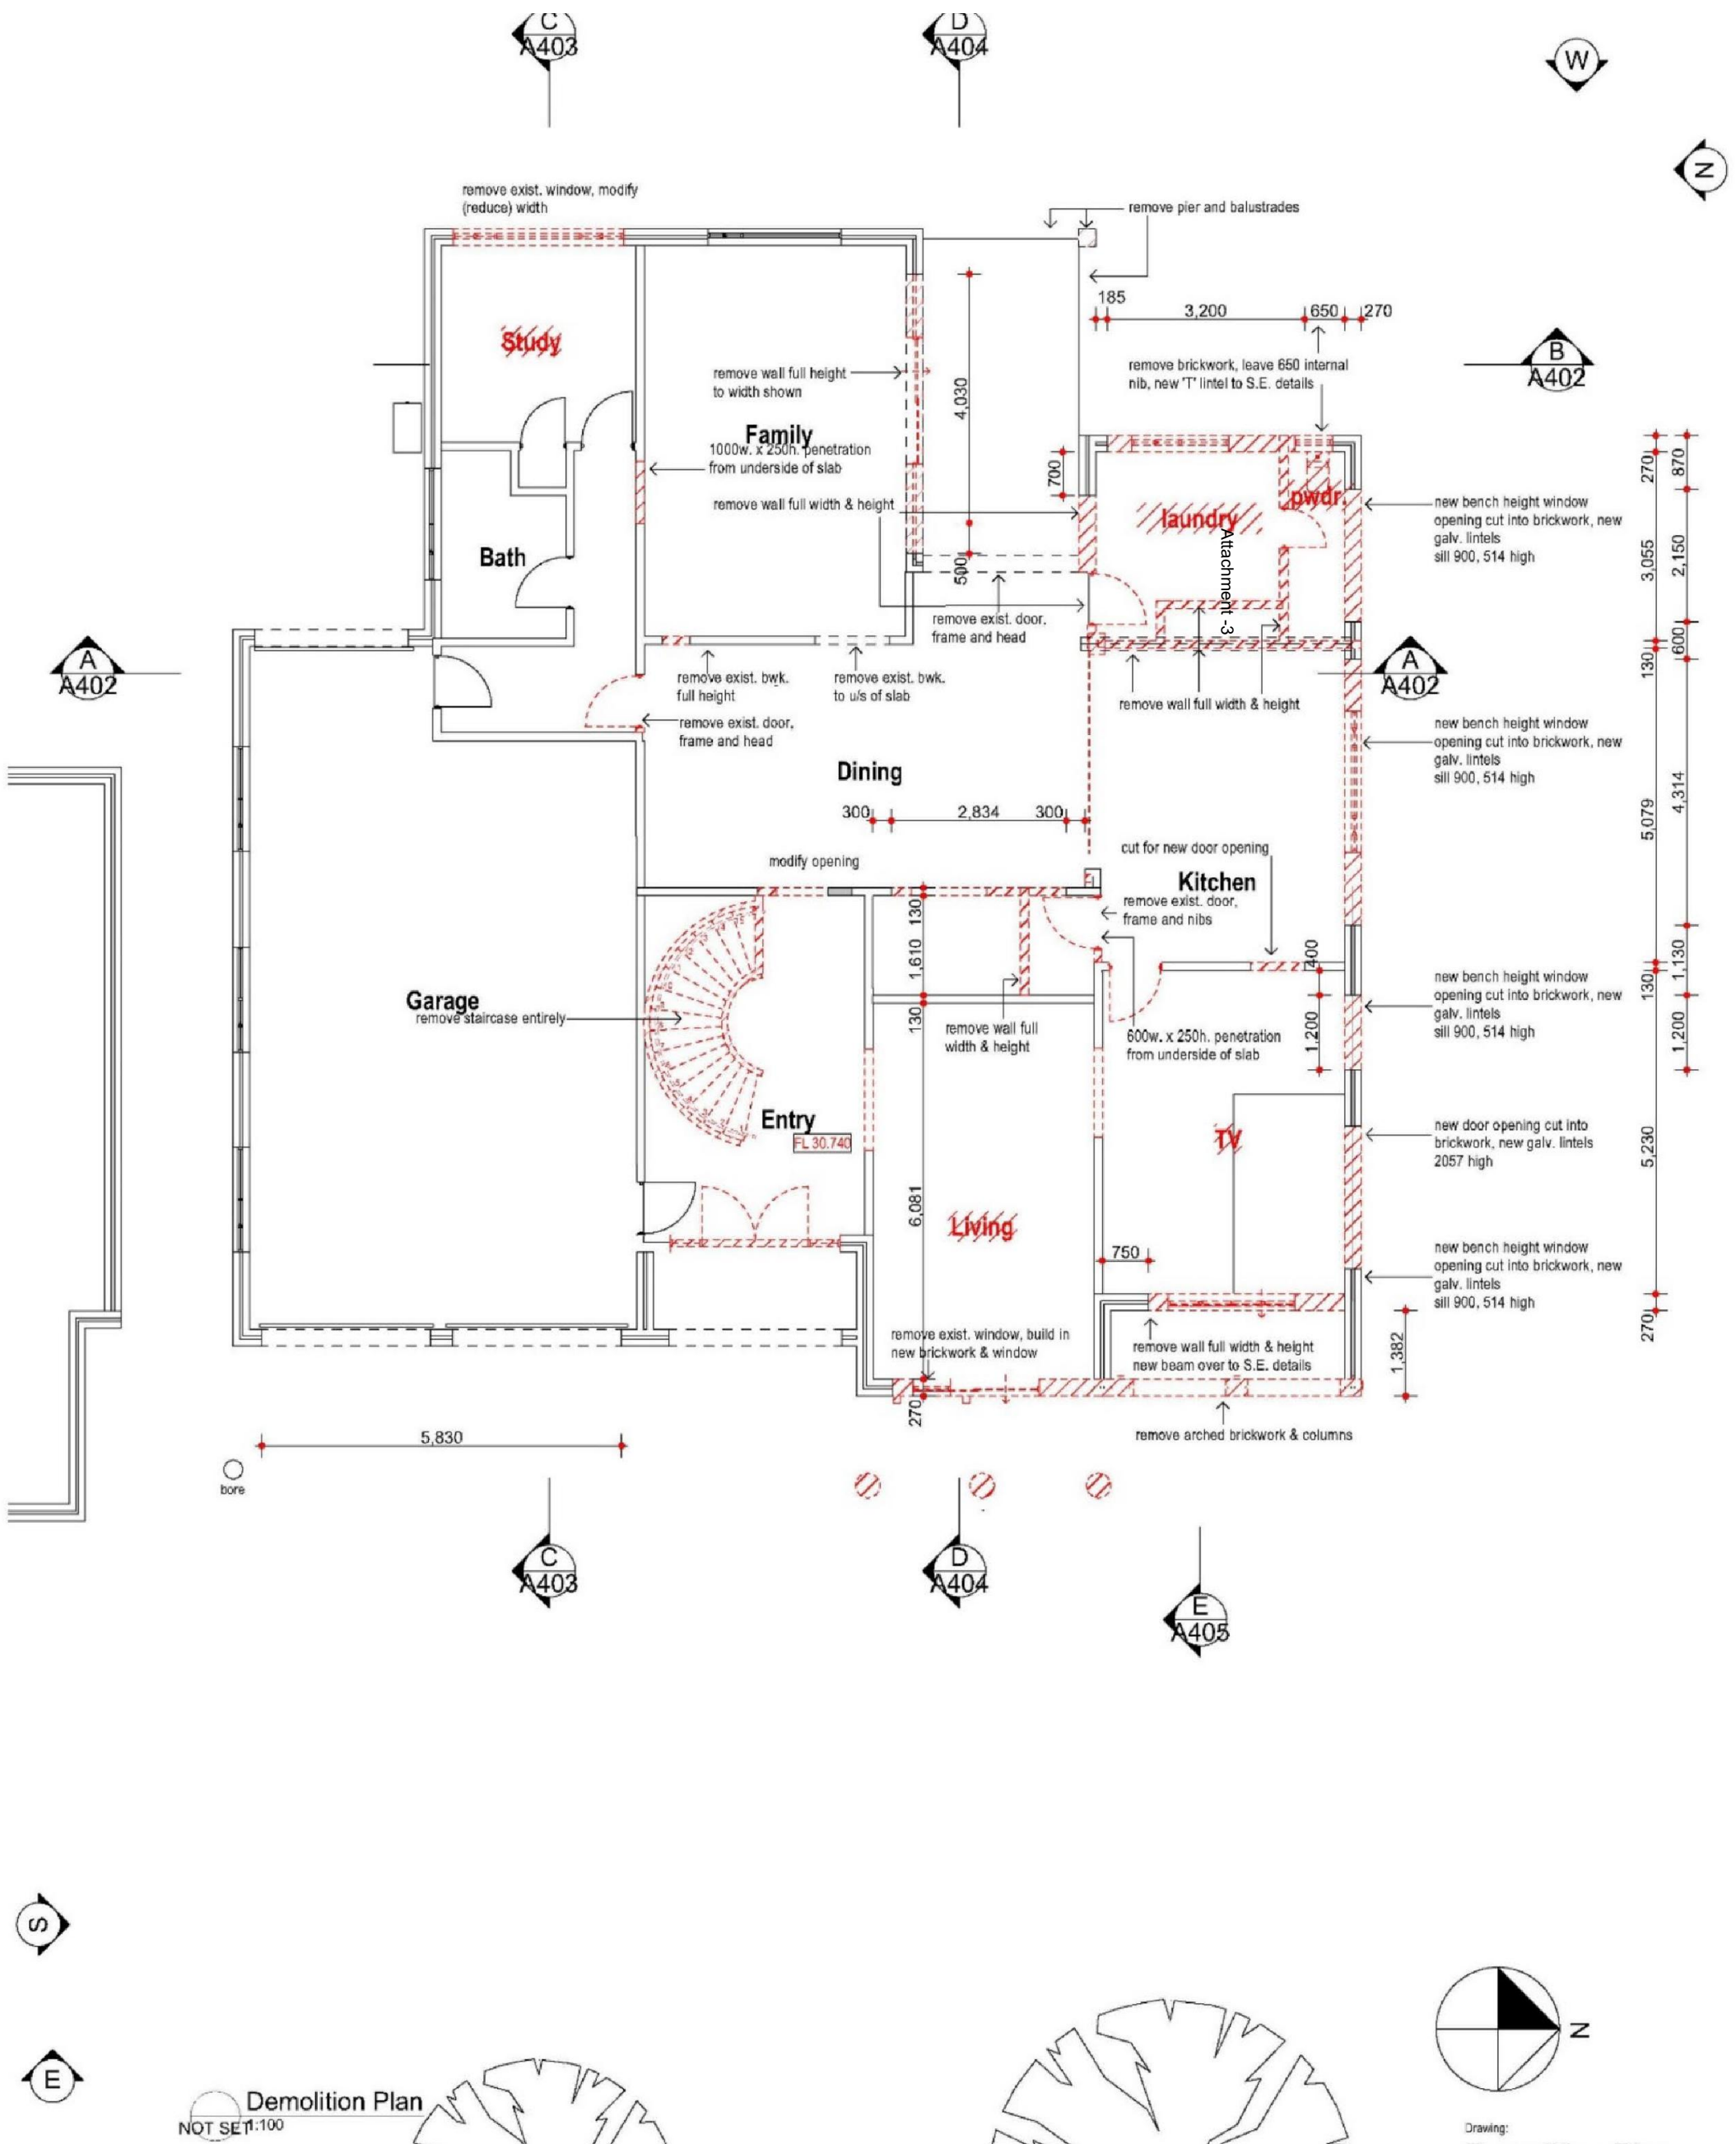 C
A403
D
A404
W
N
remove exist. window, modify
(reduce) width
remove pier and balustrades
185
3,200
650
270
Study
remove wall full height
to width shown
4,030
remove brickwork, leave 650 internal
nib, new 'T' lintel to S.E. details
B
A402
Family
1000w. x 250h. penetration
from underside of slab
700
remove wall full width & height
laundry
pwdr
Attachment -3
270
870
new bench height window
opening cut into brickwork, new
galv. lintels
sill 900, 514 high
Bath
500
3,055
2,150
remove exist. door,
frame and head
600
130
A
A402
remove exist. bwk.
full height
remove exist. bwk.
to u/s of slab
remove wall full width & height
A
A402
remove exist. door,
frame and head
new bench height window
opening cut into brickwork, new
galv. lintels
sill 900, 514 high
Dining
300
2,834
300
5,079
4,314
modify opening
cut for new door opening
Kitchen
remove exist. door,
frame and nibs
130
1,610
400
Garage
remove staircase entirely
130
remove wall full
width & height
600w. x 250h. penetration
from underside of slab
1,200
130
1,130
1,200
new bench height window
opening cut into brickwork, new
galv. lintels
sill 900, 514 high
Entry
FL 30.740
TV
new door opening cut into
brickwork, new galv. lintels
2057 high
5,230
6,081
Living
750
new bench height window
opening cut into brickwork, new
galv. lintels
sill 900, 514 high
270
remove exist. window, build in
new brickwork & window
remove wall full width & height
new beam over to S.E. details
1,382
270
remove arched brickwork & columns
5,830
bore
C
A403
D
A404
E
A405
S
N
E
Demolition Plan
NOT SET
1:100
Drawing: